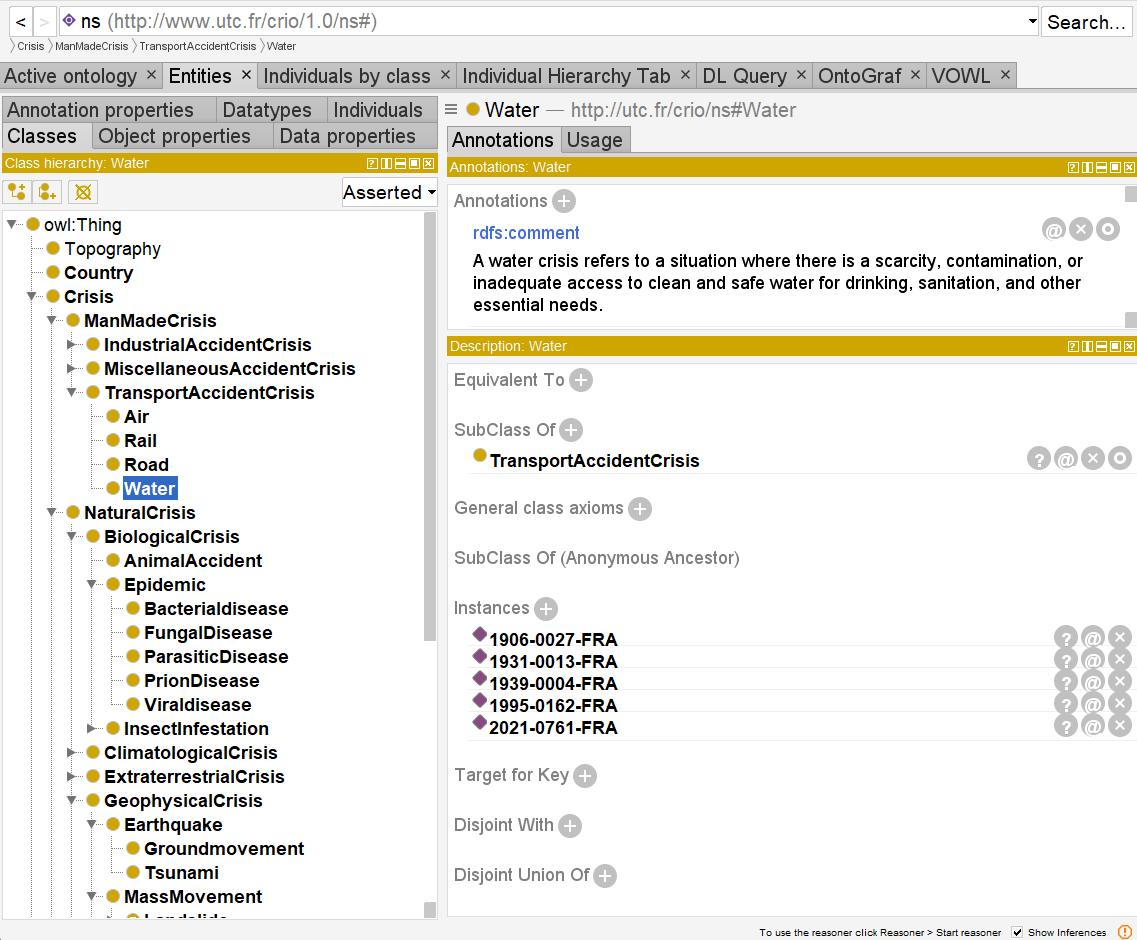 < > ns (http://www.utc.fr/crio/1.0/ns#) Search...
Crisis ManMadeCrisis TransportAccidentCrisis Water
Active ontology × Entities × Individuals by class × Individual Hierarchy Tab × DL Query × OntoGraf × VOWL ×
Annotation properties Datatypes Individuals
Classes Object properties Data properties
Class hierarchy: Water
Asserted
owl:Thing
Topography
Country
Crisis
ManMadeCrisis
IndustrialAccidentCrisis
MiscellaneousAccidentCrisis
TransportAccidentCrisis
Air
Rail
Road
Water
NaturalCrisis
BiologicalCrisis
AnimalAccident
Epidemic
Bacterialdisease
FungalDisease
ParasiticDisease
PrionDisease
Viraldisease
InsectInfestation
ClimatologicalCrisis
ExtraterrestrialCrisis
GeophysicalCrisis
Earthquake
Groundmovement
Tsunami
MassMovement
Water — http://utc.fr/crio/ns#Water
Annotations Usage
Annotations: Water
Annotations
rdfs:comment
A water crisis refers to a situation where there is a scarcity, contamination, or
inadequate access to clean and safe water for drinking, sanitation, and other
essential needs.
Description: Water
Equivalent To
SubClass Of
TransportAccidentCrisis
General class axioms
SubClass Of (Anonymous Ancestor)
Instances
1906-0027-FRA
1931-0013-FRA
1939-0004-FRA
1995-0162-FRA
2021-0761-FRA
Target for Key
Disjoint With
Disjoint Union Of
To use the reasoner click Reasoner > Start reasoner Show Inferences